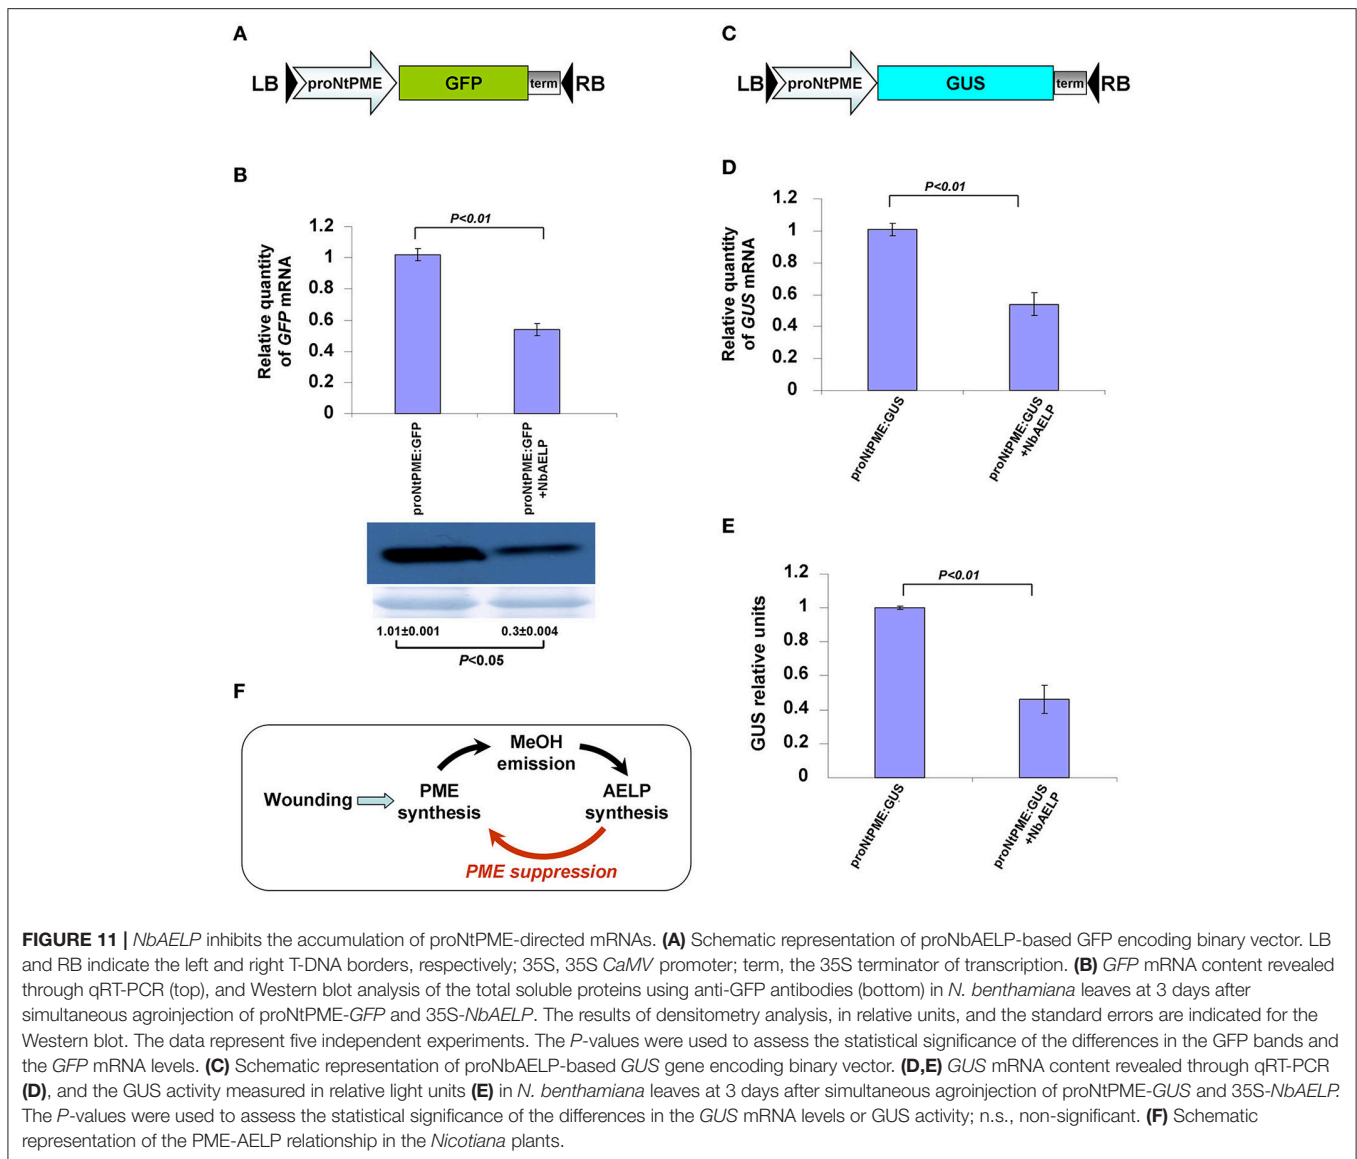 A
LB proNtPME GFP term RB
B
P<0.01
Relative quantity
of GFP mRNA
1.2
1
0.8
0.6
0.4
0.2
0
proNtPME:GFP
proNtPME:GFP
+NbAELP
1.01±0.001 0.3±0.004
P<0.05
C
LB proNtPME GUS term RB
D
P<0.01
Relative quantity
of GUS mRNA
1.2
1
0.8
0.6
0.4
0.2
0
proNtPME:GUS
proNtPME:GUS
+NbAELP
E
P<0.01
GUS relative units
1.2
1
0.8
0.6
0.4
0.2
0
proNtPME:GUS
proNtPME:GUS
+NbAELP
F
Wounding
PME
synthesis
MeOH
emission
AELP
synthesis
PME suppression
FIGURE 11 | NbAELP inhibits the accumulation of proNtPME-directed mRNAs. (A) Schematic representation of proNbAELP-based GFP encoding binary vector. LB
and RB indicate the left and right T-DNA borders, respectively; 35S, 35S CaMV promoter; term, the 35S terminator of transcription. (B) GFP mRNA content revealed
through qRT-PCR (top), and Western blot analysis of the total soluble proteins using anti-GFP antibodies (bottom) in N. benthamiana leaves at 3 days after
simultaneous agroinjection of proNtPME-GFP and 35S-NbAELP. The results of densitometry analysis, in relative units, and the standard errors are indicated for the
Western blot. The data represent five independent experiments. The P-values were used to assess the statistical significance of the differences in the GFP bands and
the GFP mRNA levels. (C) Schematic representation of proNbAELP-based GUS gene encoding binary vector. (D,E) GUS mRNA content revealed through qRT-PCR
(D), and the GUS activity measured in relative light units (E) in N. benthamiana leaves at 3 days after simultaneous agroinjection of proNtPME-GUS and 35S-NbAELP.
The P-values were used to assess the statistical significance of the differences in the GUS mRNA levels or GUS activity; n.s., non-significant. (F) Schematic
representation of the PME-AELP relationship in the Nicotiana plants.